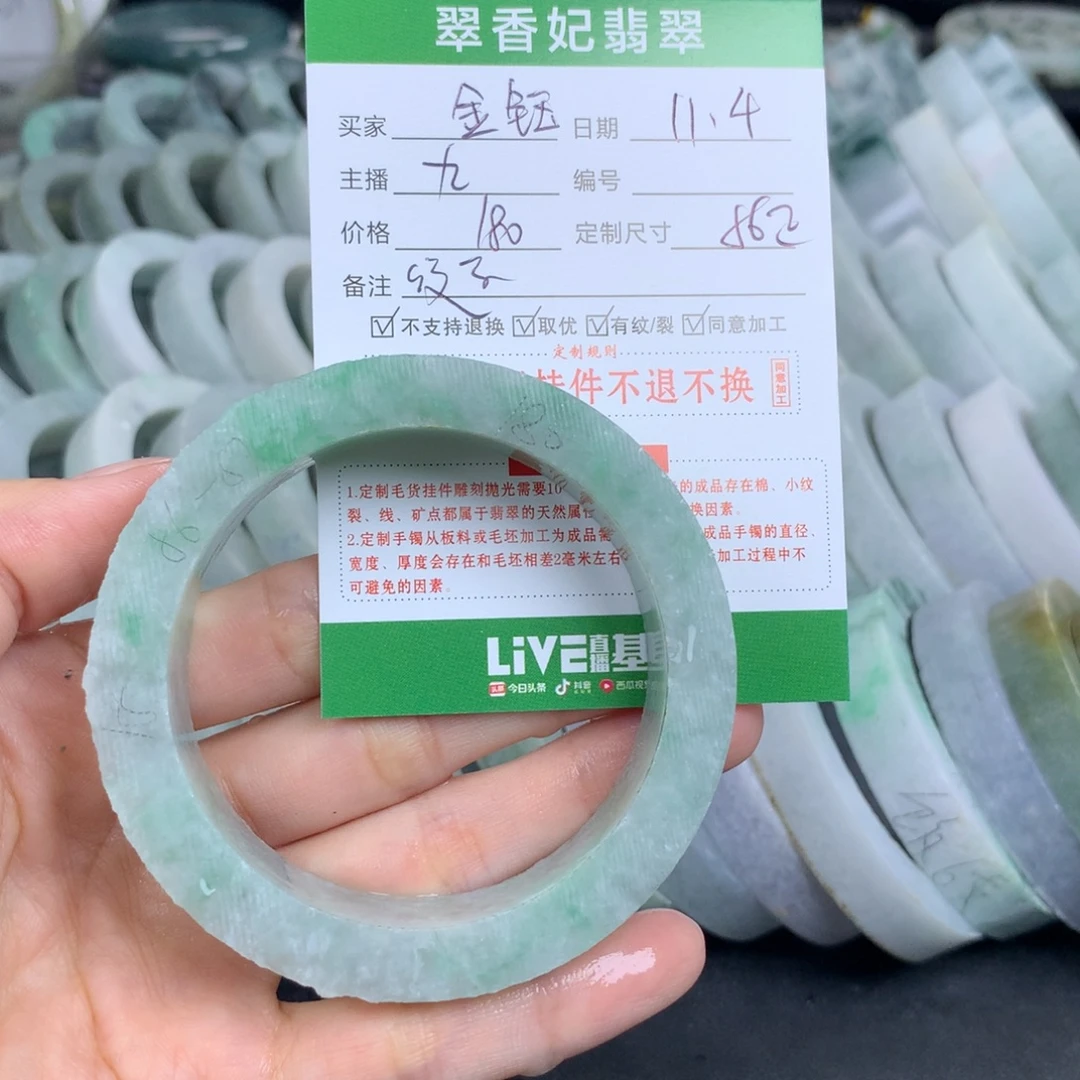 翠香妃翡翠
买家 金钰 日期 11.4
主播 九 编号
价格 180 定制尺寸
备注
不支持退换 取优 有纹/裂 同意加工
定制规则
挂件不退不换 同意加工
1.定制毛货挂件雕刻抛光需要10 的成品存在棉、小纹
裂、线、矿点都属于翡翠的天然属 换因素。
2.定制手镯从板料或毛坯加工为成品需 成品手镯的直径、
宽度、厚度会存在和毛坯相差2毫米左右 加工过程中不
可避免的因素。
LiVE直播基
头条 今日头条 抖音 西瓜视